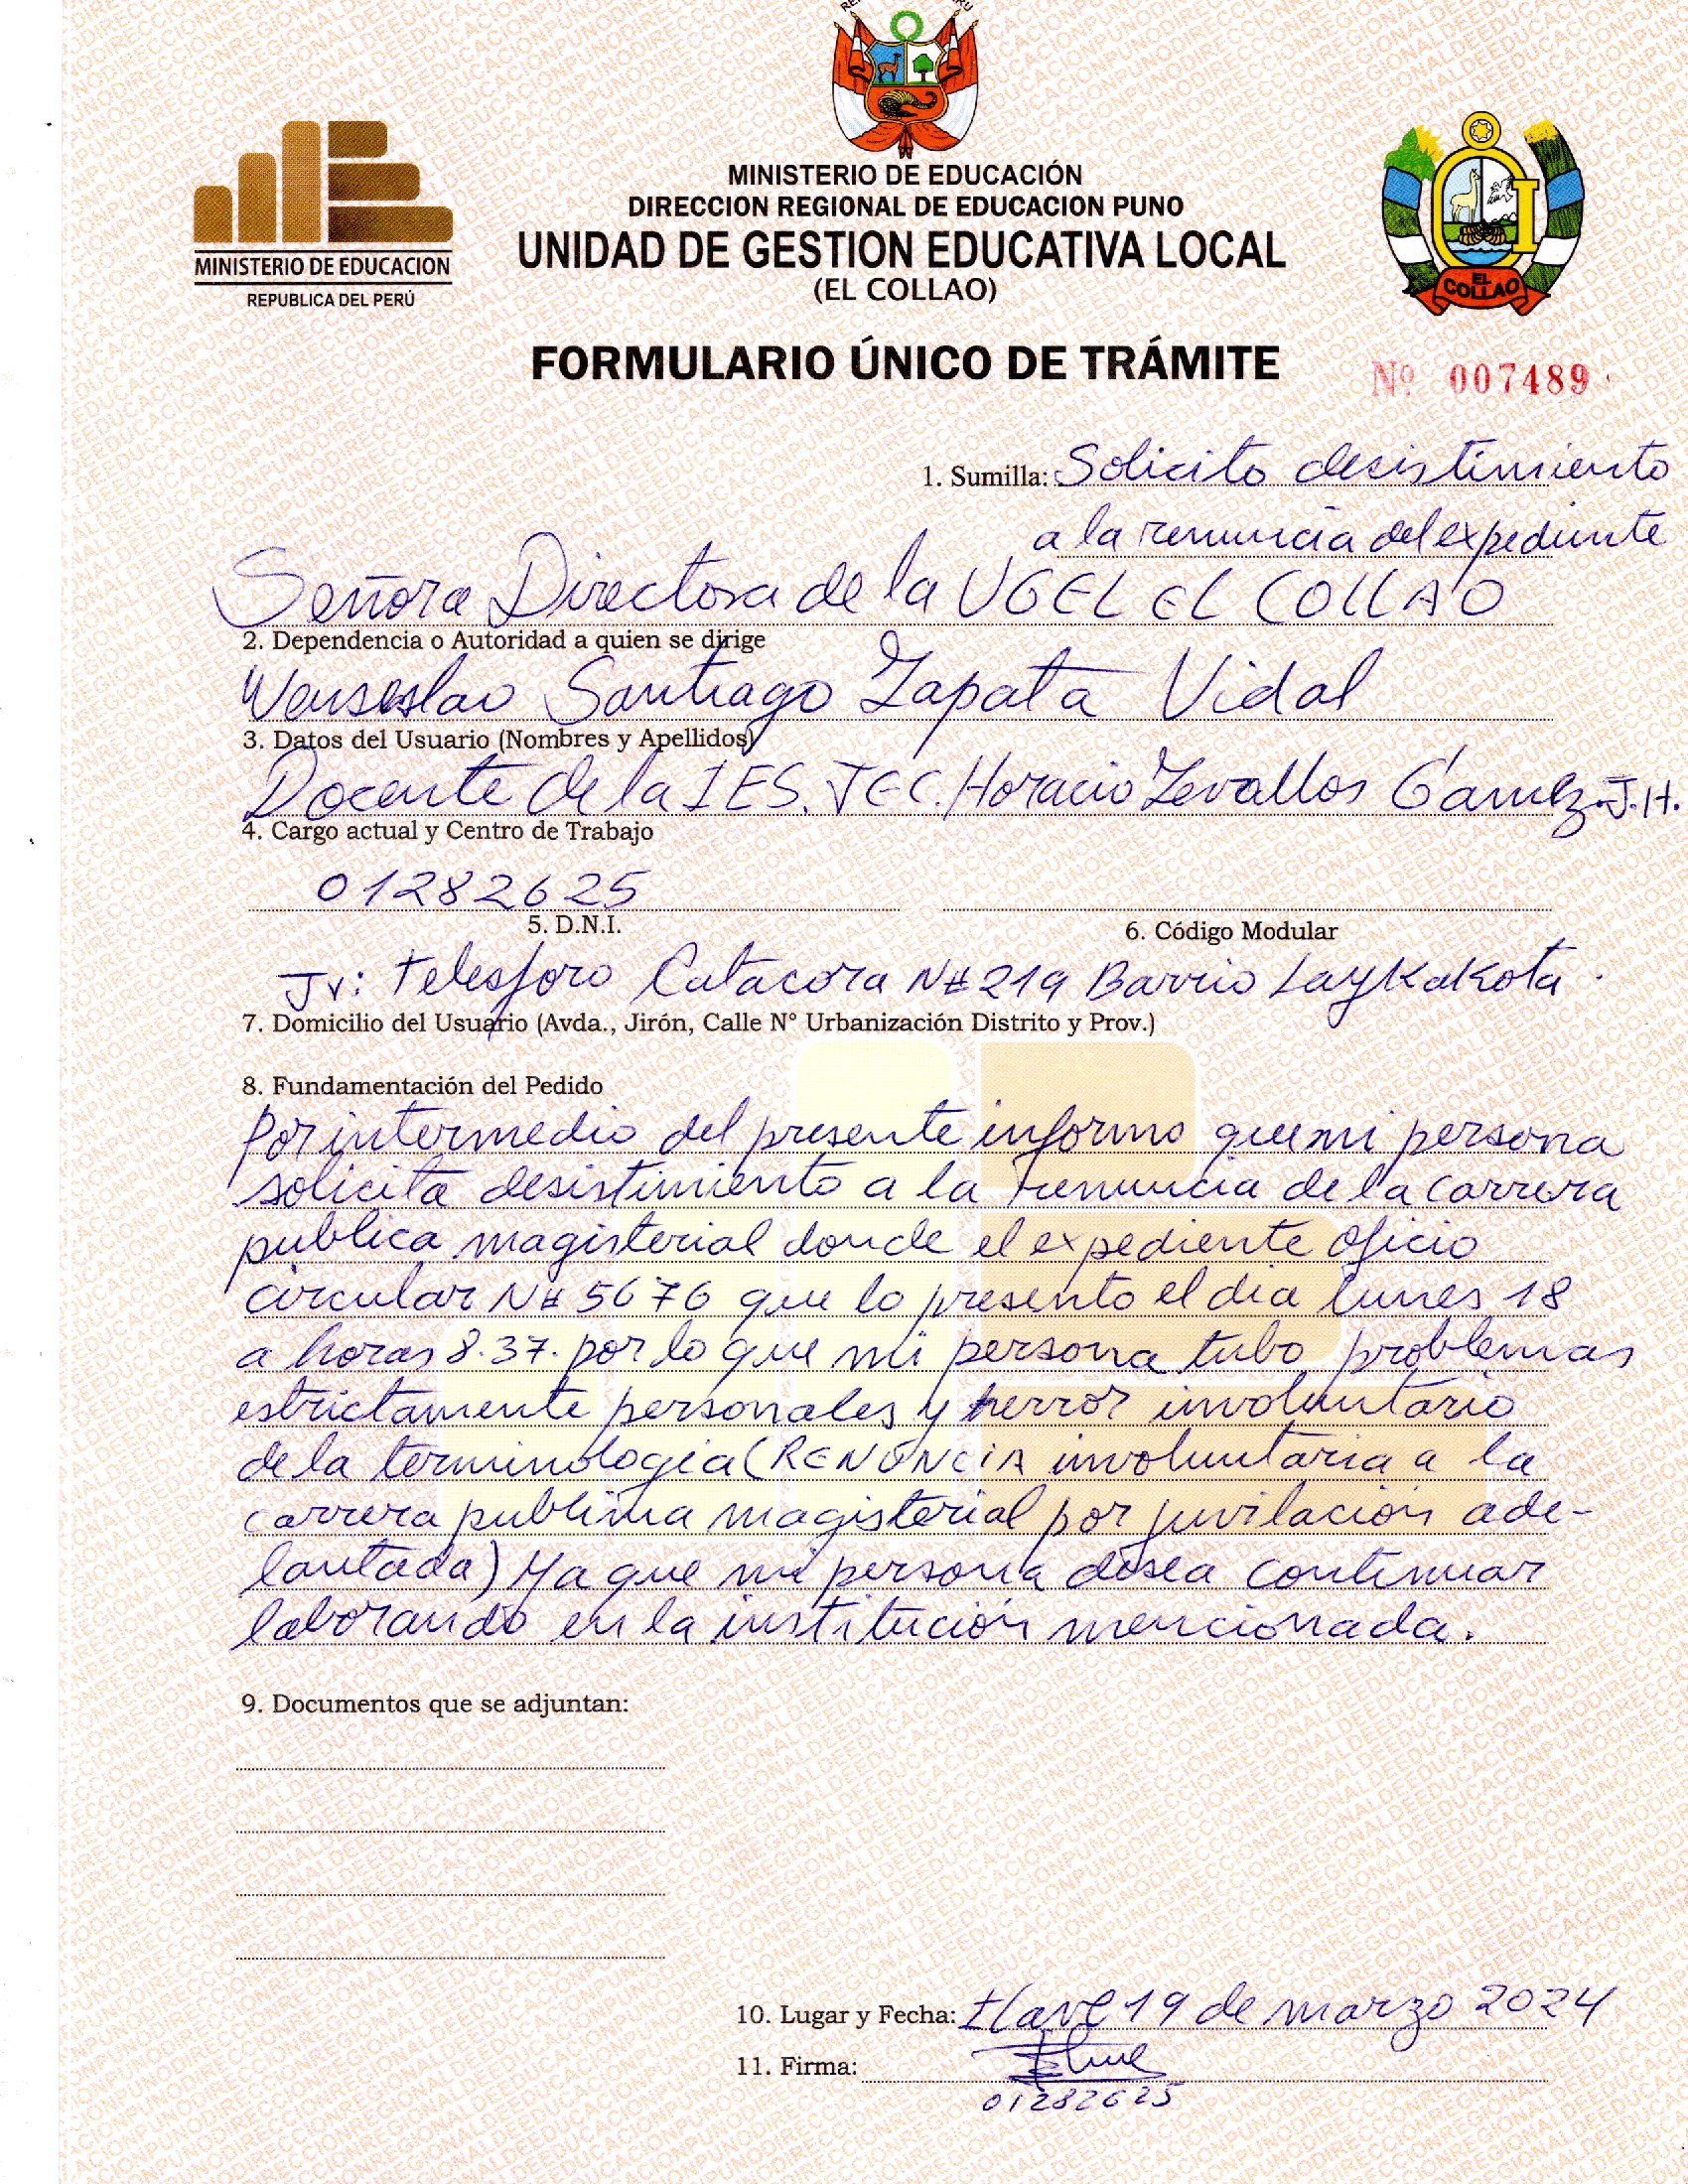 MINISTERIO DE EDUCACION
REPUBLICA DEL PERÚ
MINISTERIO DE EDUCACIÓN
DIRECCION REGIONAL DE EDUCACION PUNO
UNIDAD DE GESTION EDUCATIVA LOCAL
(EL COLLAO)
EL
COLLAO
FORMULARIO ÚNICO DE TRÁMITE
Nº 007489
1. Sumilla: Solicito desistimiento
a la renuncia del expediente
Señora Directora de la UGEL EL COLLAO
2. Dependencia o Autoridad a quien se dirige
Wenseslao Santiago Zapata Vidal
3. Datos del Usuario (Nombres y Apellidos)
Docente de la IES. JEC. Horacio Zevallos Gámez J.H.
4. Cargo actual y Centro de Trabajo
01282625
5. D.N.I.
6. Código Modular
Jr: Telesforo Catacora N# 219 Barrio Laykakota.
7. Domicilio del Usuario (Avda., Jirón, Calle N° Urbanización Distrito y Prov.)
8. Fundamentación del Pedido
Por intermedio del presente informo que mi persona
solicita desistimiento a la renuncia de la carrera
publica magisterial donde el expediente oficio
circular N# 5676 que lo presento el dia lunes 18
a horas 8.37. por lo que mi persona tubo problemas
estrictamente personales y herror involuntario
de la terminologia (RENUNCIA involuntaria a la
carrera publima magisterial por juvilación ade-
lantada) Ya que mi persona desea continuar
laborando en la institución mencionada.
9. Documentos que se adjuntan:
10. Lugar y Fecha: Ilave 19 de marzo 2024
11. Firma:
01282625